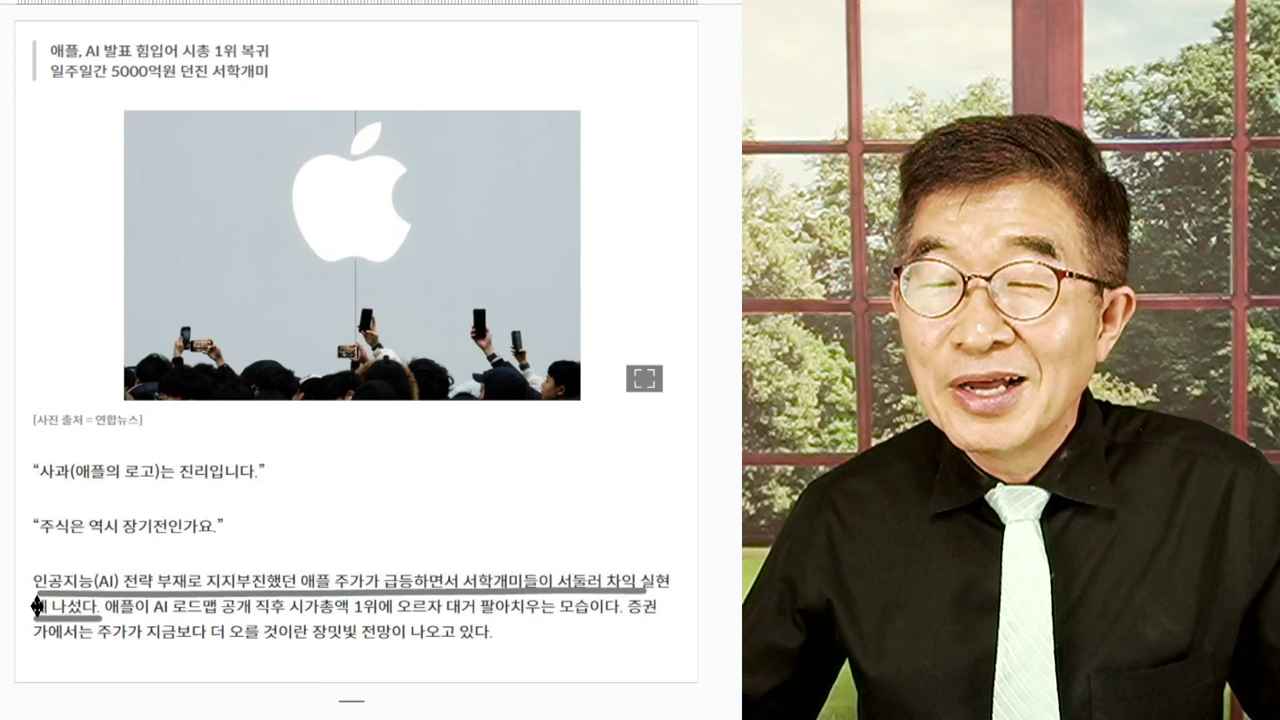 애플, AI 발표 힘입어 시총 1위 복귀
일주일간 5000억원 던진 서학개미
[사진 출처 = 연합뉴스]
“사과(애플의 로고)는 진리입니다.”
“주식은 역시 장기전인가요.”
인공지능(AI) 전략 부재로 지지부진했던 애플 주가가 급등하면서 서학개미들이 서둘러 차익 실현
나섰다. 애플이 AI 로드맵 공개 직후 시가총액 1위에 오르자 대거 팔아치우는 모습이다. 증권
가에서는 주가가 지금보다 더 오를 것이란 장밋빛 전망이 나오고 있다.